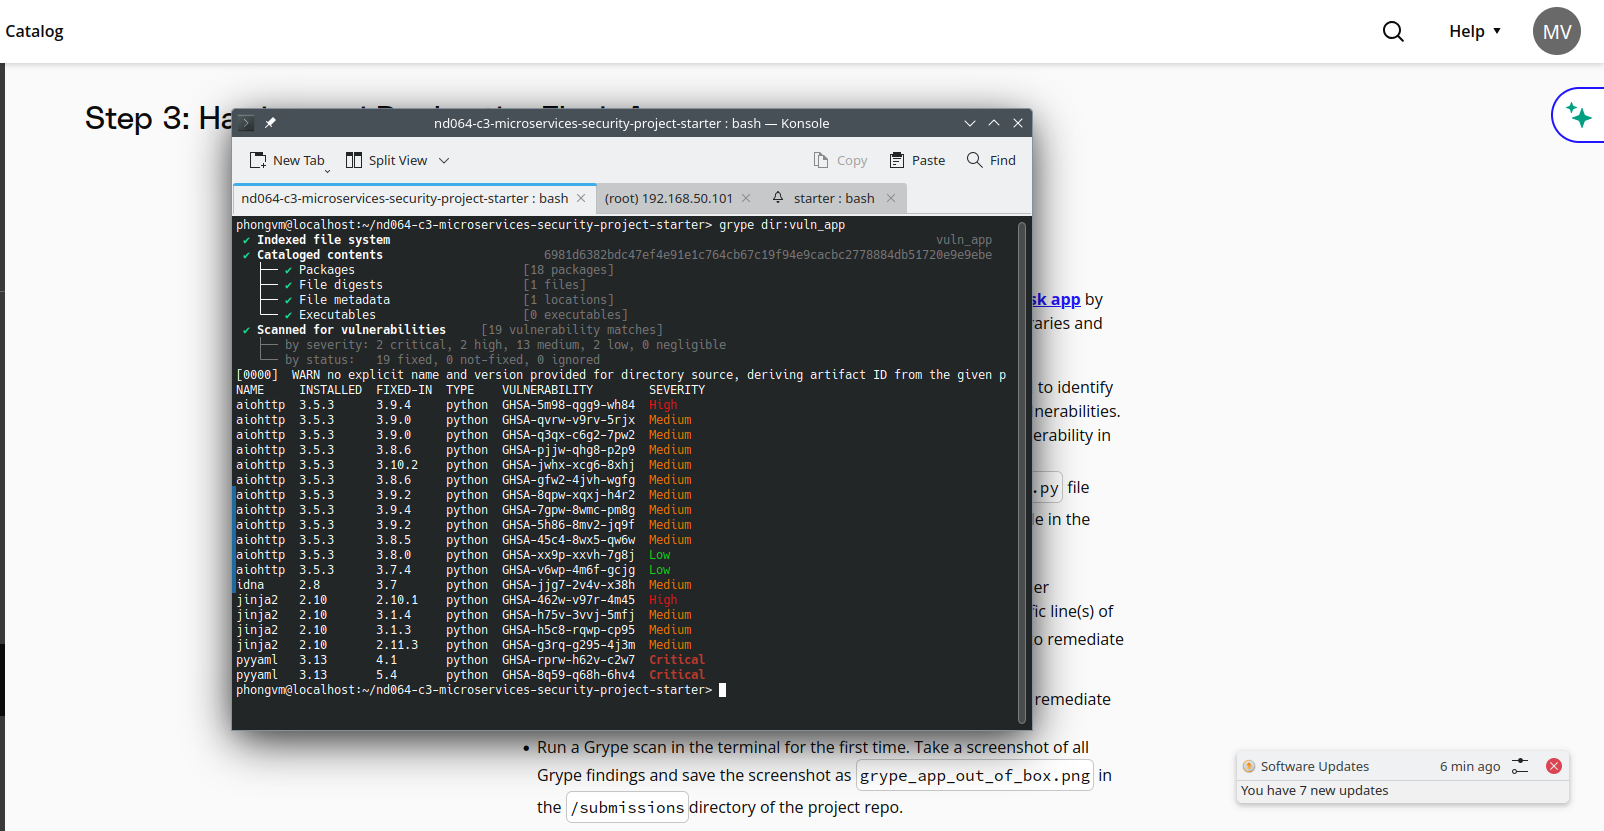 Catalog
Help
MV
Step 3: Ha
nd064-c3-microservices-security-project-starter : bash — Konsole
New Tab
Split View
Copy
Paste
Find
nd064-c3-microservices-security-project-starter : bash
(root) 192.168.50.101
starter : bash
phongvm@localhost:~/nd064-c3-microservices-security-project-starter> grype dir:vuln_app
✔ Indexed file system vuln_app
✔ Cataloged contents 6981d6382bdc47ef4e91e1c764cb67c19f94e9cacbc2778884db51720e9e9ebe
├── ✔ Packages [18 packages]
├── ✔ File digests [1 files]
├── ✔ File metadata [1 locations]
└── ✔ Executables [0 executables]
✔ Scanned for vulnerabilities [19 vulnerability matches]
├── by severity: 2 critical, 2 high, 13 medium, 2 low, 0 negligible
└── by status: 19 fixed, 0 not-fixed, 0 ignored
[0000] WARN no explicit name and version provided for directory source, deriving artifact ID from the given p
NAME INSTALLED FIXED-IN TYPE VULNERABILITY SEVERITY
aiohttp 3.5.3 3.9.4 python GHSA-5m98-qgg9-wh84 High
aiohttp 3.5.3 3.9.0 python GHSA-qvrw-v9rv-5rjx Medium
aiohttp 3.5.3 3.9.0 python GHSA-q3qx-c6g2-7pw2 Medium
aiohttp 3.5.3 3.8.6 python GHSA-pjjw-qhg8-p2p9 Medium
aiohttp 3.5.3 3.10.2 python GHSA-jwhx-xcg6-8xhj Medium
aiohttp 3.5.3 3.8.6 python GHSA-gfw2-4jvh-wgfg Medium
aiohttp 3.5.3 3.9.2 python GHSA-8qpw-xqxj-h4r2 Medium
aiohttp 3.5.3 3.9.4 python GHSA-7gpw-8wmc-pm8g Medium
aiohttp 3.5.3 3.9.2 python GHSA-5h86-8mv2-jq9f Medium
aiohttp 3.5.3 3.8.5 python GHSA-45c4-8wx5-qw6w Medium
aiohttp 3.5.3 3.8.0 python GHSA-xx9p-xxvh-7g8j Low
aiohttp 3.5.3 3.7.4 python GHSA-v6wp-4m6f-gcjg Low
idna 2.8 3.7 python GHSA-jjg7-2v4v-x38h Medium
jinja2 2.10 2.10.1 python GHSA-462w-v97r-4m45 High
jinja2 2.10 3.1.4 python GHSA-h75v-3vvj-5mfj Medium
jinja2 2.10 3.1.3 python GHSA-h5c8-rqwp-cp95 Medium
jinja2 2.10 2.11.3 python GHSA-g3rq-g295-4j3m Medium
pyyaml 3.13 4.1 python GHSA-rprw-h62v-c2w7 Critical
pyyaml 3.13 5.4 python GHSA-8q59-q68h-6hv4 Critical
phongvm@localhost:~/nd064-c3-microservices-security-project-starter>
sk app by
aries and
to identify
nerabilities.
erability in
.py file
le in the
er
fic line(s) of
o remediate
remediate
• Run a Grype scan in the terminal for the first time. Take a screenshot of all
Grype findings and save the screenshot as grype_app_out_of_box.png in
the /submissions directory of the project repo.
Software Updates 6 min ago
You have 7 new updates